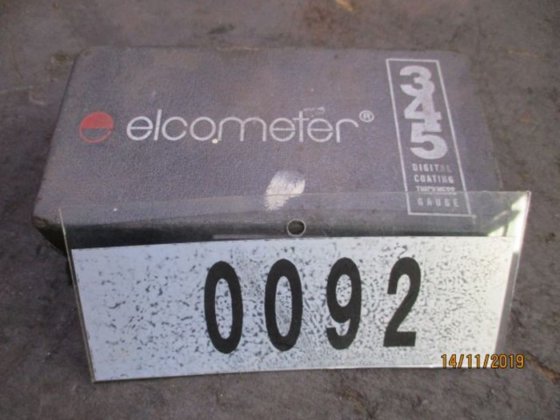 elcometer®
345
DIGITAL
COATING
THICKNESS
GAUGE
0092
14/11/2019